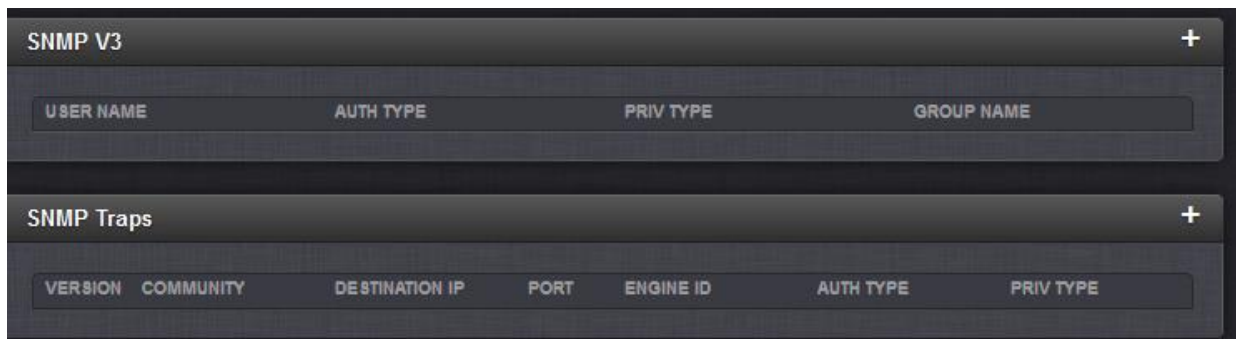 SNMP V3 +
USER NAME AUTH TYPE PRIV TYPE GROUP NAME
SNMP Traps +
VERSION COMMUNITY DESTINATION IP PORT ENGINE ID AUTH TYPE PRIV TYPE